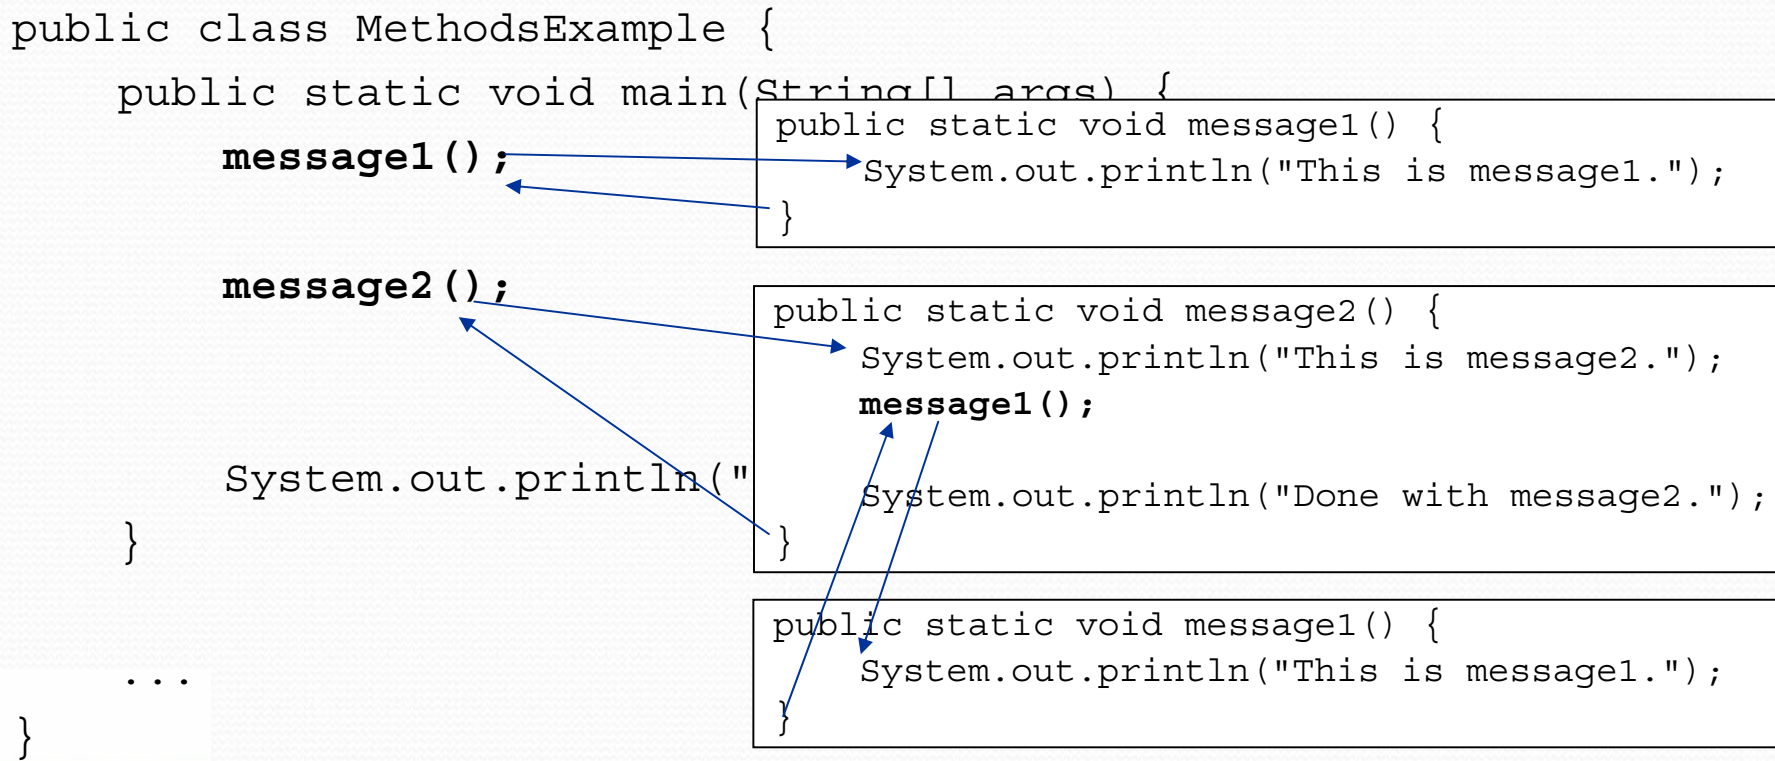 public class MethodsExample {
public static void main(String[] args) {
message1();
message2();
System.out.println("
}
...
}
public static void message1() {
System.out.println("This is message1.");
}
public static void message2() {
System.out.println("This is message2.");
message1();
System.out.println("Done with message2.");
}
public static void message1() {
System.out.println("This is message1.");
}